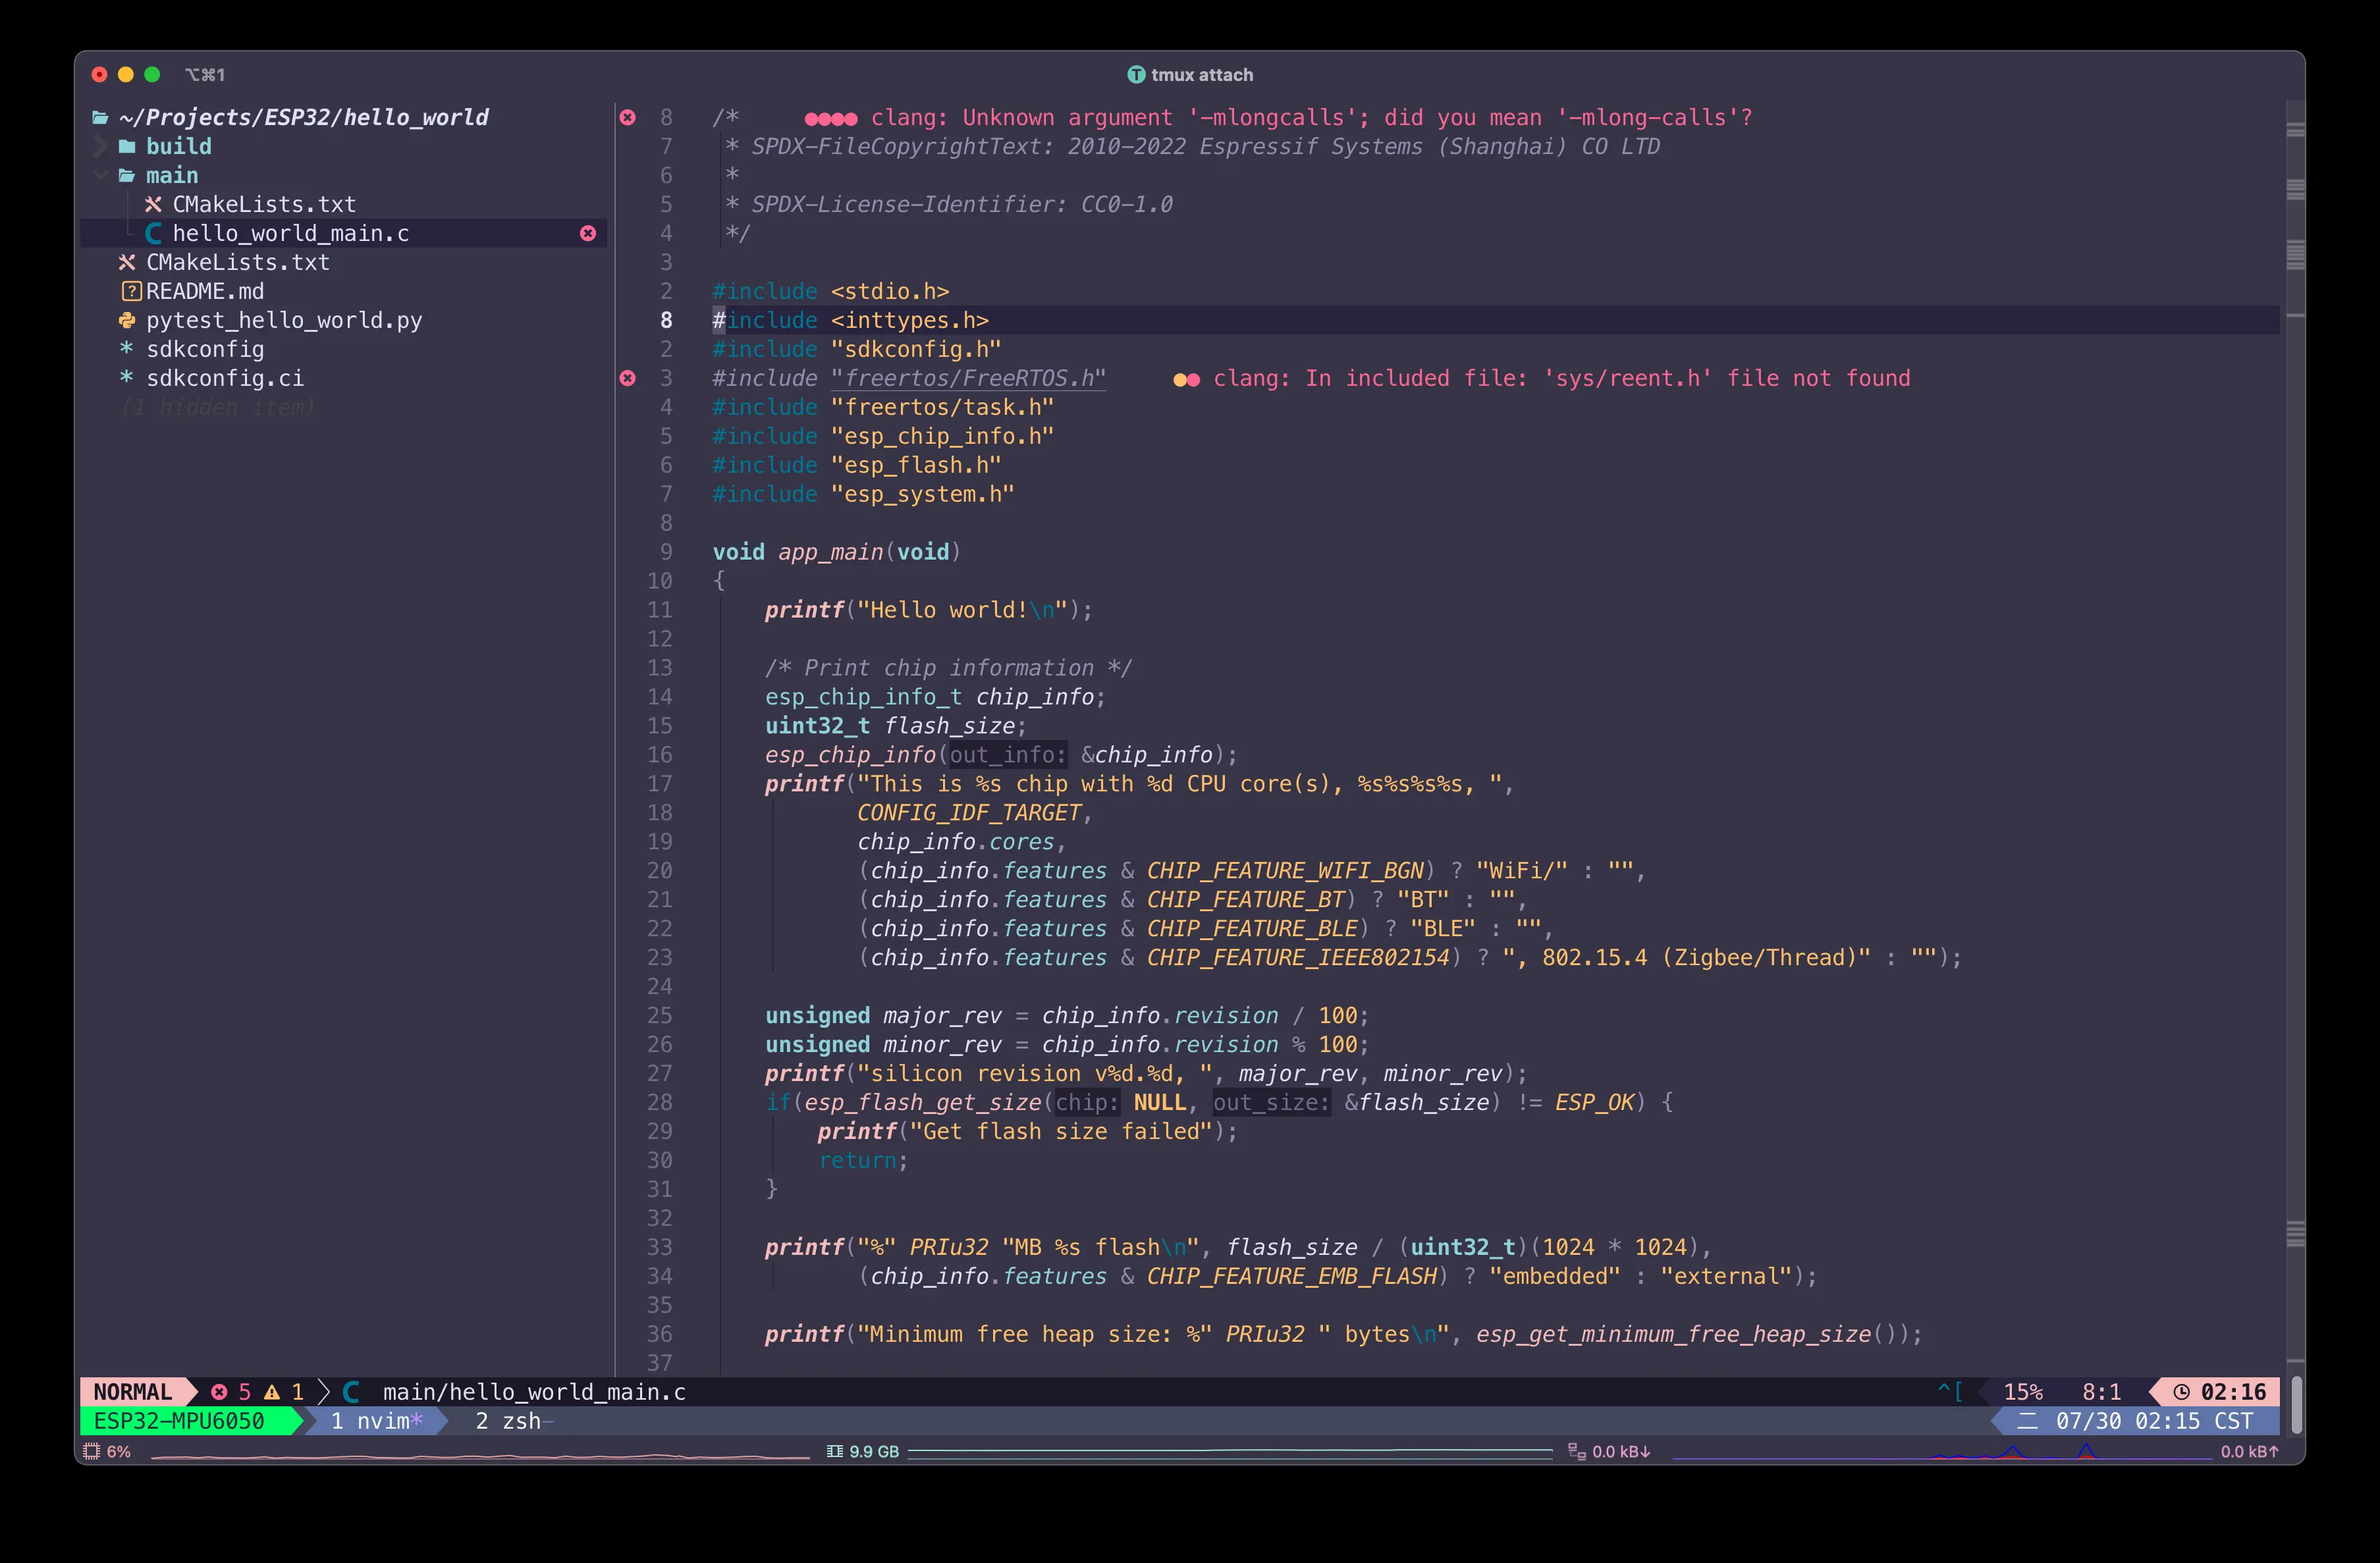 ⌥⌘1
tmux attach
~/Projects/ESP32/hello_world
build
main
CMakeLists.txt
hello_world_main.c
CMakeLists.txt
README.md
pytest_hello_world.py
* sdkconfig
* sdkconfig.ci
(1 hidden item)
8 /* clang: Unknown argument '-mlongcalls'; did you mean '-mlong-calls'?
7 * SPDX-FileCopyrightText: 2010-2022 Espressif Systems (Shanghai) CO LTD
6 *
5 * SPDX-License-Identifier: CC0-1.0
4 */
3
2 #include <stdio.h>
8 #include <inttypes.h>
2 #include "sdkconfig.h"
3 #include "freertos/FreeRTOS.h" clang: In included file: 'sys/reent.h' file not found
4 #include "freertos/task.h"
5 #include "esp_chip_info.h"
6 #include "esp_flash.h"
7 #include "esp_system.h"
8
9 void app_main(void)
10 {
11 printf("Hello world!\n");
12
13 /* Print chip information */
14 esp_chip_info_t chip_info;
15 uint32_t flash_size;
16 esp_chip_info(out_info: &chip_info);
17 printf("This is %s chip with %d CPU core(s), %s%s%s%s, ",
18 CONFIG_IDF_TARGET,
19 chip_info.cores,
20 (chip_info.features & CHIP_FEATURE_WIFI_BGN) ? "WiFi/" : "",
21 (chip_info.features & CHIP_FEATURE_BT) ? "BT" : "",
22 (chip_info.features & CHIP_FEATURE_BLE) ? "BLE" : "",
23 (chip_info.features & CHIP_FEATURE_IEEE802154) ? ", 802.15.4 (Zigbee/Thread)" : "");
24
25 unsigned major_rev = chip_info.revision / 100;
26 unsigned minor_rev = chip_info.revision % 100;
27 printf("silicon revision v%d.%d, ", major_rev, minor_rev);
28 if(esp_flash_get_size(chip: NULL, out_size: &flash_size) != ESP_OK) {
29 printf("Get flash size failed");
30 return;
31 }
32
33 printf("%" PRIu32 "MB %s flash\n", flash_size / (uint32_t)(1024 * 1024),
34 (chip_info.features & CHIP_FEATURE_EMB_FLASH) ? "embedded" : "external");
35
36 printf("Minimum free heap size: %" PRIu32 " bytes\n", esp_get_minimum_free_heap_size());
37
NORMAL 5 1 main/hello_world_main.c ^[ 15% 8:1 02:16
ESP32-MPU6050 1 nvim* 2 zsh- 二 07/30 02:15 CST
6% 9.9 GB 0.0 kB↓ 0.0 kB↑